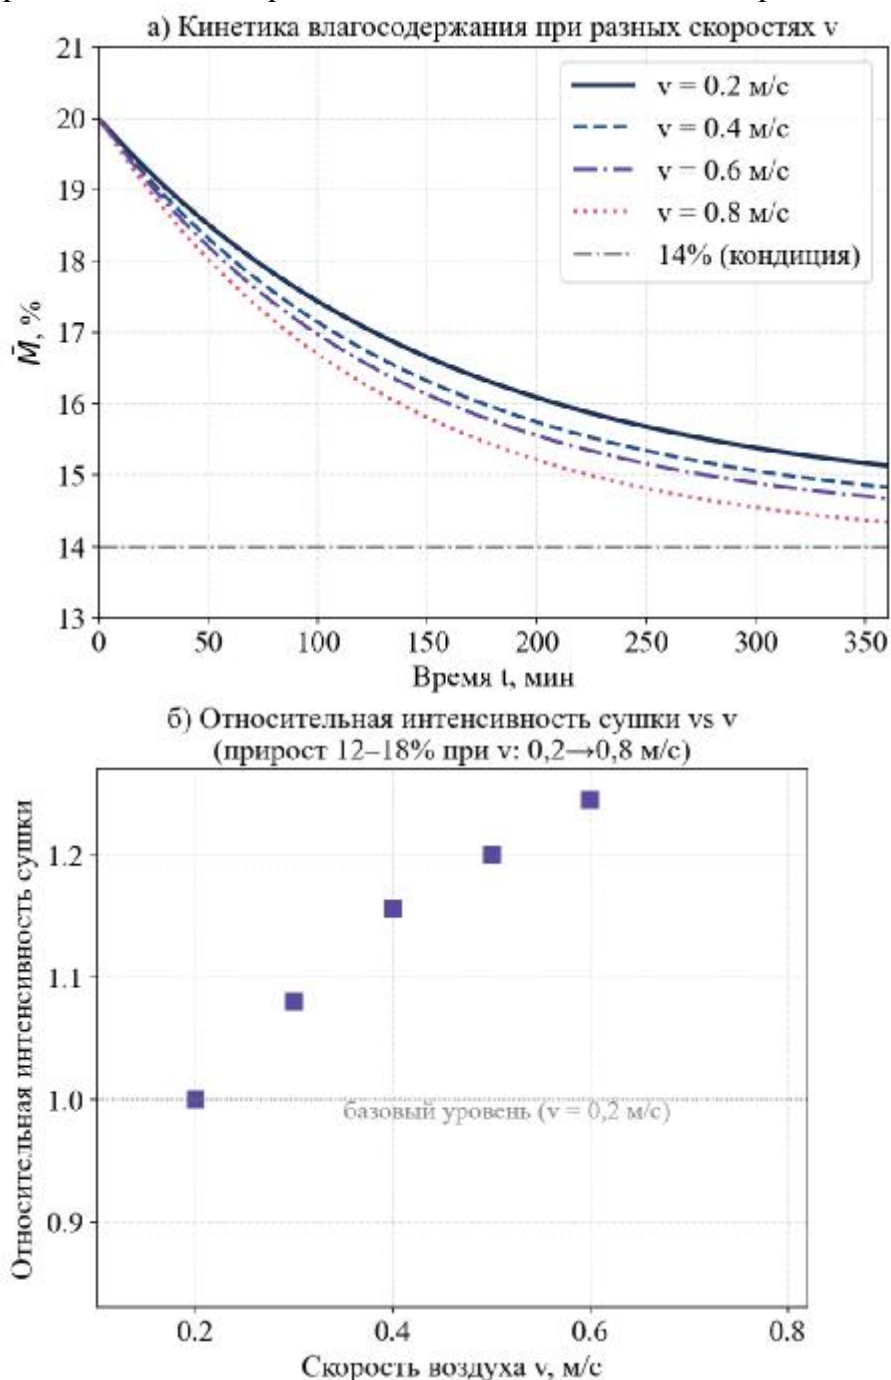 а) Кинетика влагосодержания при разных скоростях v
21
20
19
18
17
16
15
14
13
M̄, %
v = 0.2 м/с
v = 0.4 м/с
v = 0.6 м/с
v = 0.8 м/с
14% (кондиция)
0 50 100 150 200 250 300 350
Время t, мин
б) Относительная интенсивность сушки vs v
(прирост 12–18% при v: 0,2→0,8 м/с)
Относительная интенсивность сушки
1.2
1.1
1.0
0.9
базовый уровень (v = 0,2 м/с)
0.2 0.4 0.6 0.8
Скорость воздуха v, м/с